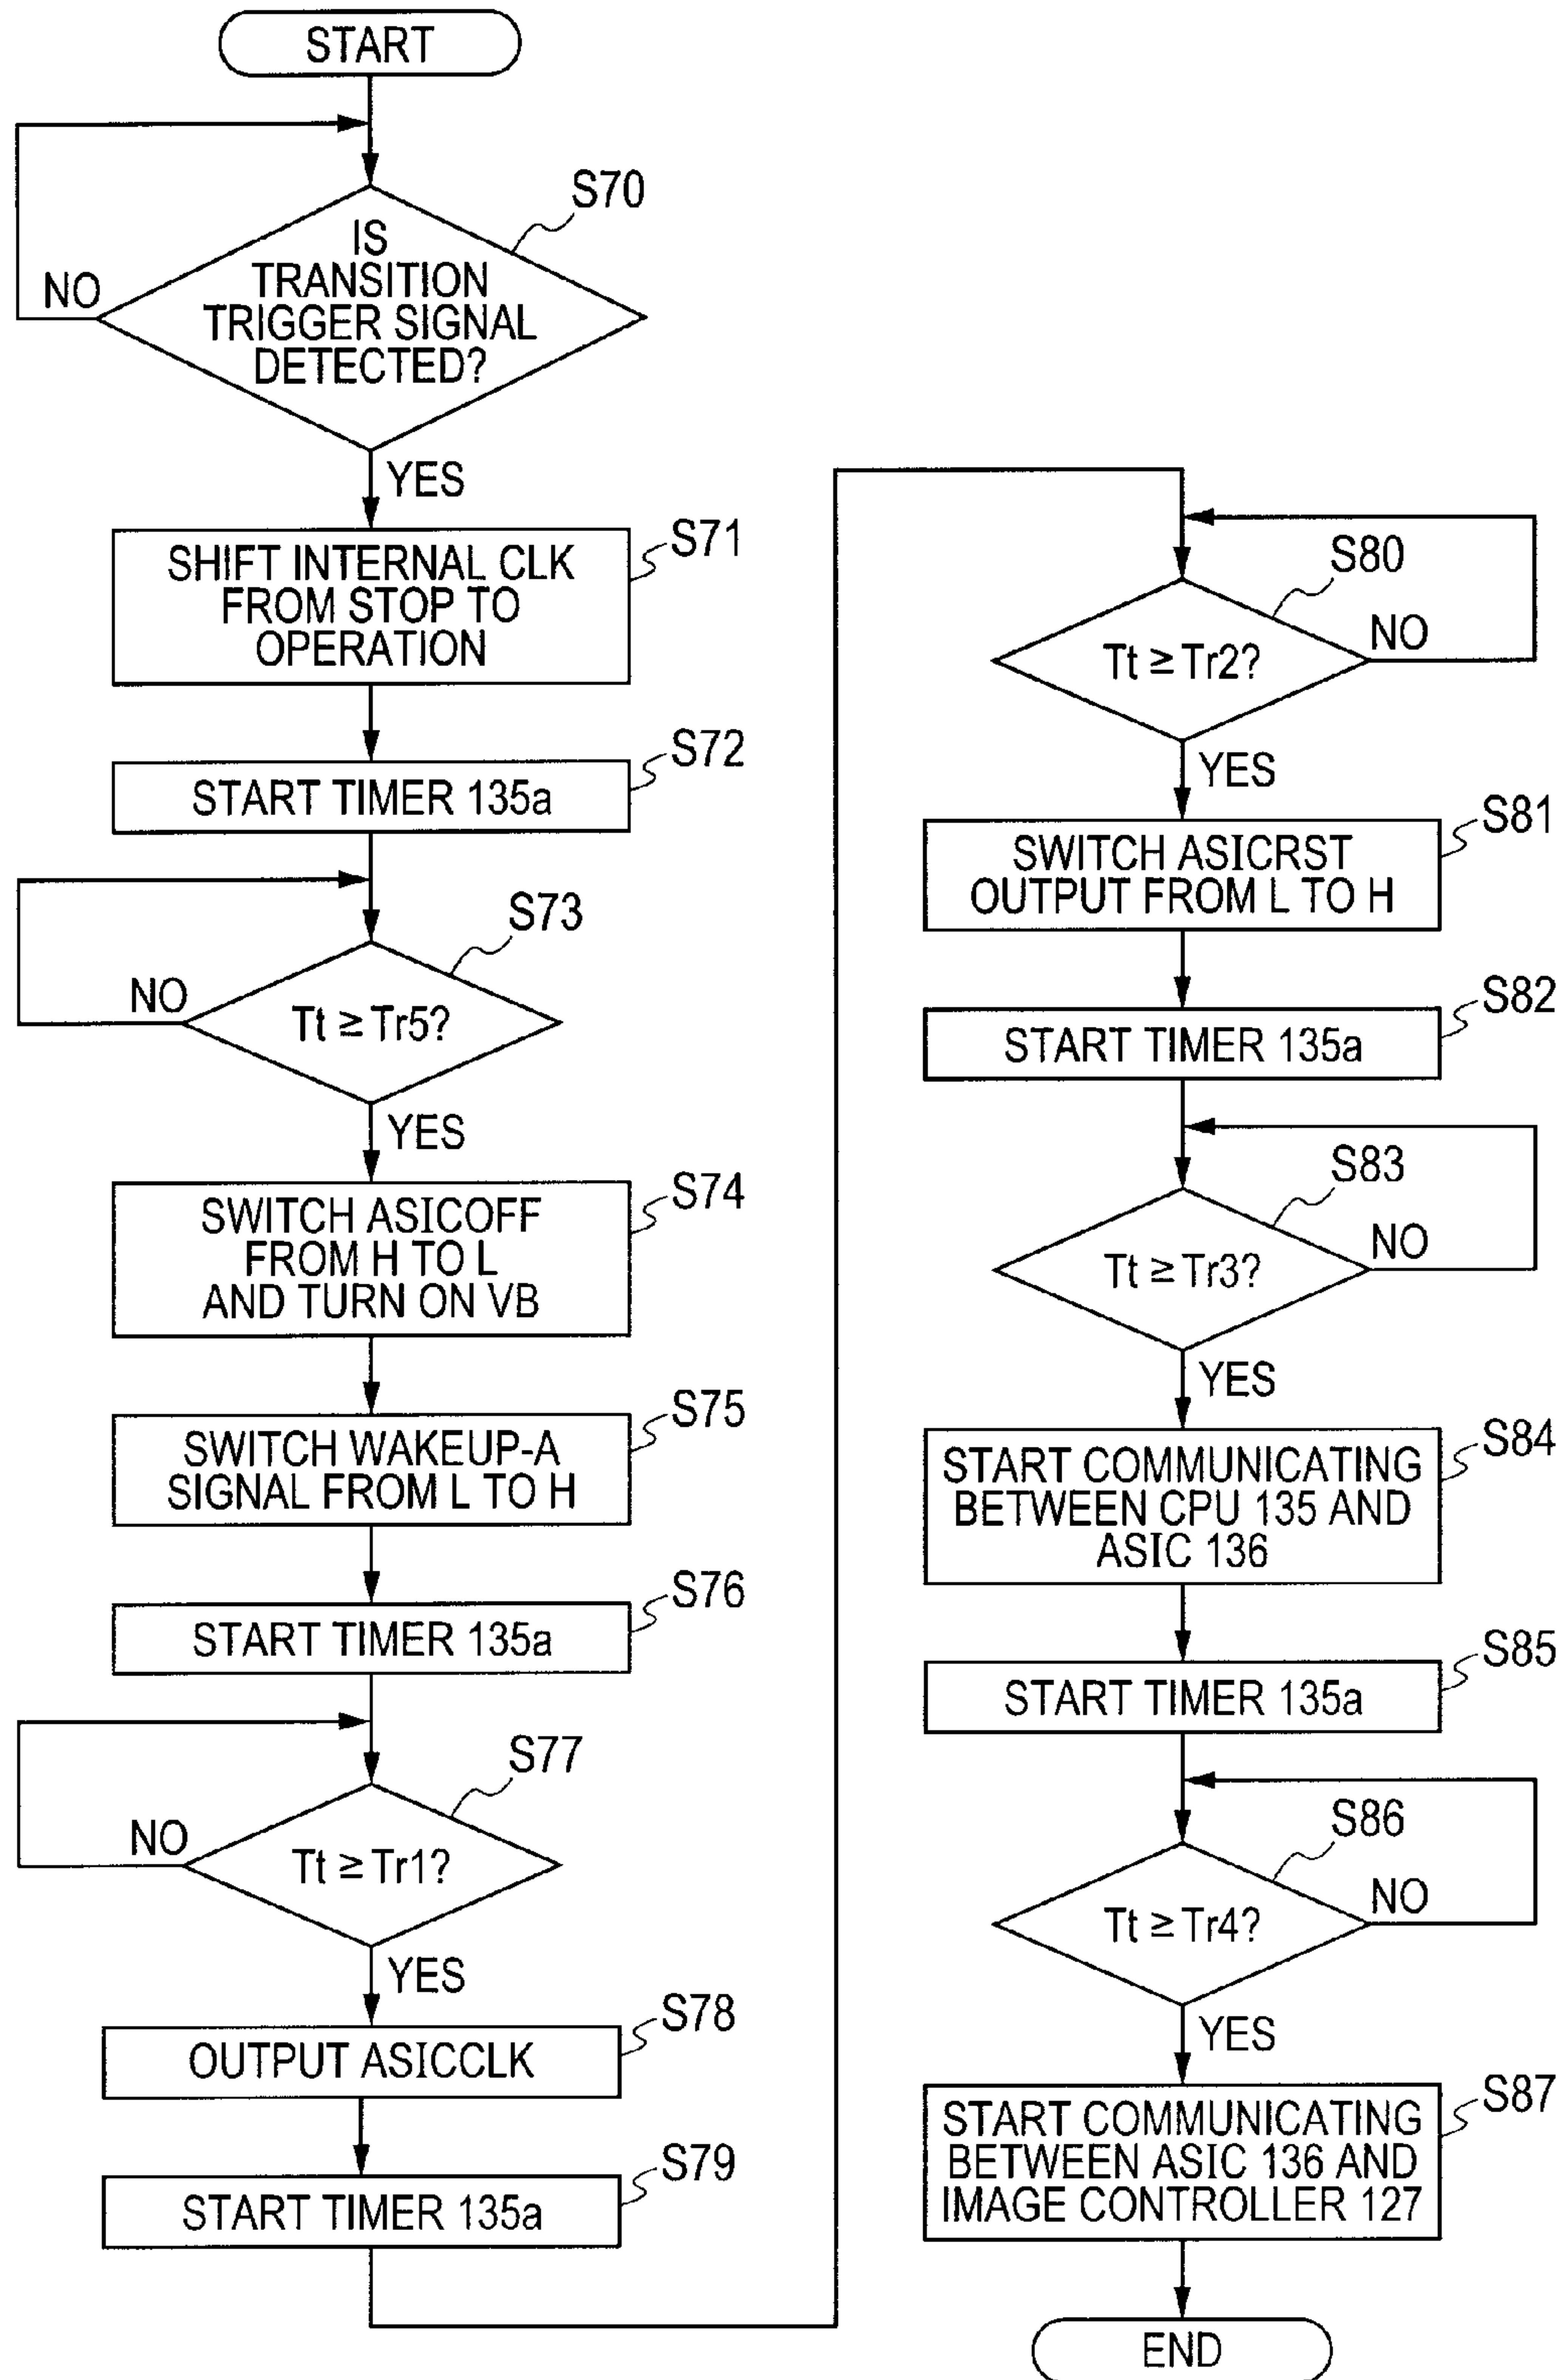 START
S70
IS
TRANSITION
TRIGGER SIGNAL
DETECTED?
NO
YES
S71
SHIFT INTERNAL CLK
FROM STOP TO
OPERATION
S72
START TIMER 135a
S73
NO
Tt ≥ Tr5?
YES
S74
SWITCH ASICOFF
FROM H TO L
AND TURN ON VB
S75
SWITCH WAKEUP-A
SIGNAL FROM L TO H
S76
START TIMER 135a
S77
NO
Tt ≥ Tr1?
YES
S78
OUTPUT ASICCLK
S79
START TIMER 135a
S80
Tt ≥ Tr2?
NO
YES
S81
SWITCH ASICRST
OUTPUT FROM L TO H
S82
START TIMER 135a
S83
Tt ≥ Tr3?
NO
YES
S84
START COMMUNICATING
BETWEEN CPU 135 AND
ASIC 136
S85
START TIMER 135a
S86
Tt ≥ Tr4?
NO
YES
S87
START COMMUNICATING
BETWEEN ASIC 136 AND
IMAGE CONTROLLER 127
END